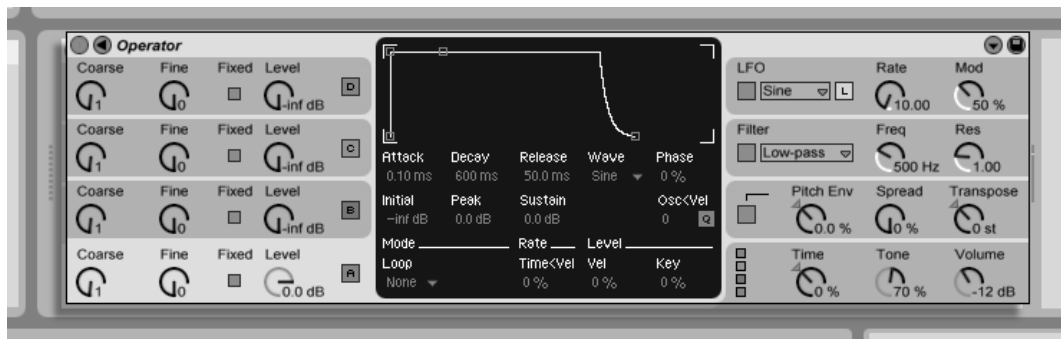 Operator
Coarse Fine Fixed Level
1 0 -inf dB D
Coarse Fine Fixed Level
1 0 -inf dB C
Coarse Fine Fixed Level
1 0 -inf dB B
Coarse Fine Fixed Level
1 0 0.0 dB A
Attack Decay Release Wave Phase
0.10 ms 600 ms 50.0 ms Sine 0 %
Initial Peak Sustain Osc<Vel
-inf dB 0.0 dB 0.0 dB 0 Q
Mode Rate Level
Loop Time<Vel Vel Key
None 0 % 0 % 0 %
LFO Rate Mod
Sine L 10.00 50 %
Filter Freq Res
Low-pass 500 Hz 1.00
Pitch Env Spread Transpose
0.0 % 0 % 0 st
Time Tone Volume
0 % 70 % -12 dB